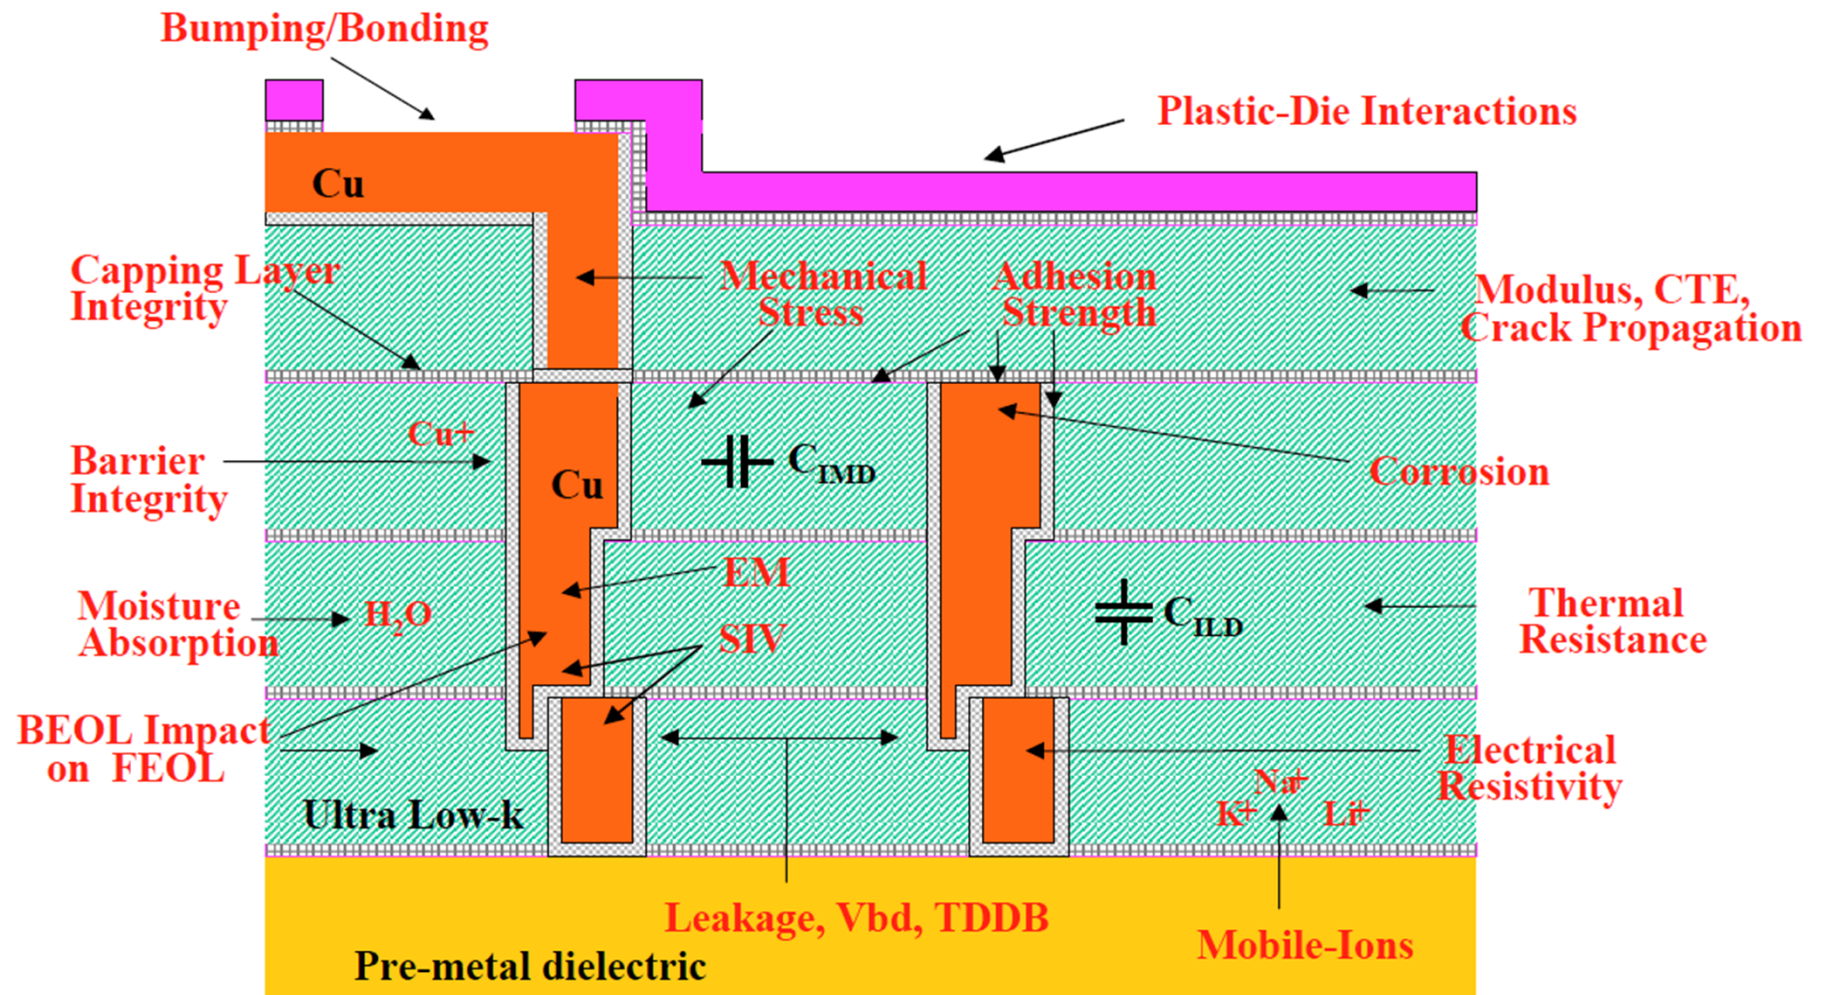 Bumping/Bonding
Plastic-Die Interactions
Cu
Capping Layer
Integrity
Mechanical
Stress
Adhesion
Strength
Modulus, CTE,
Crack Propagation
Cu+
Barrier
Integrity
Cu
CIMD
Corrosion
EM
Moisture
Absorption
H2O
SIV
CILD
Thermal
Resistance
BEOL Impact
on FEOL
Electrical
Resistivity
Na+
K+
Li+
Ultra Low-k
Leakage, Vbd, TDDB
Mobile-Ions
Pre-metal dielectric